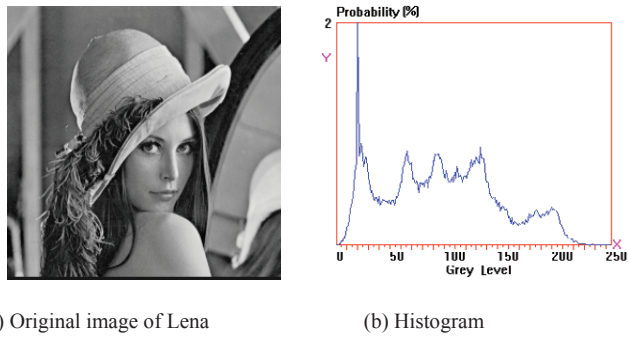 Probability (%)
2
Y
X
0 50 100 150 200 250
Grey Level
) Original image of Lena
(b) Histogram